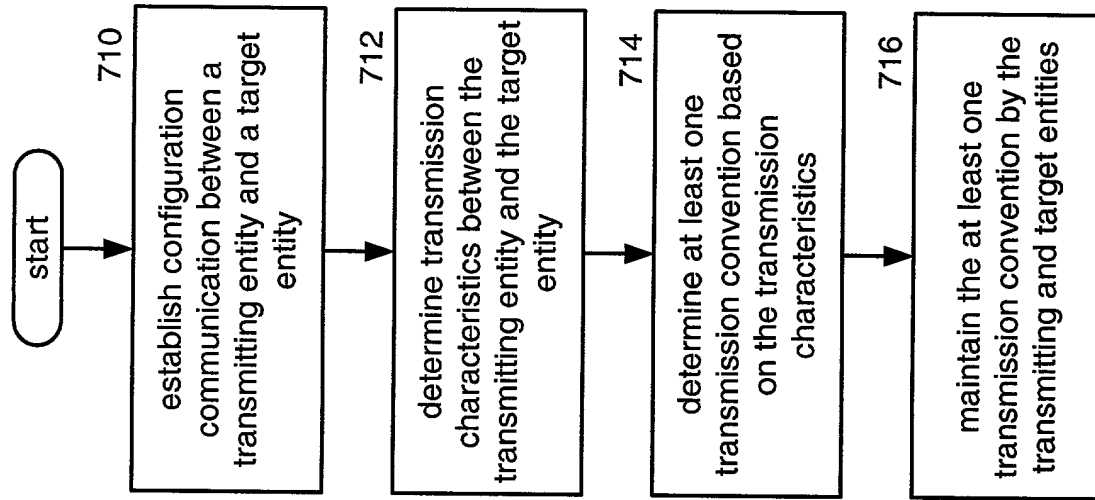 start
710
establish configuration
communication between a
transmitting entity and a target
entity
712
determine transmission
characteristics between the
transmitting entity and the target
entity
714
determine at least one
transmission convention based
on the transmission
characteristics
716
maintain the at least one
transmission convention by the
transmitting and target entities